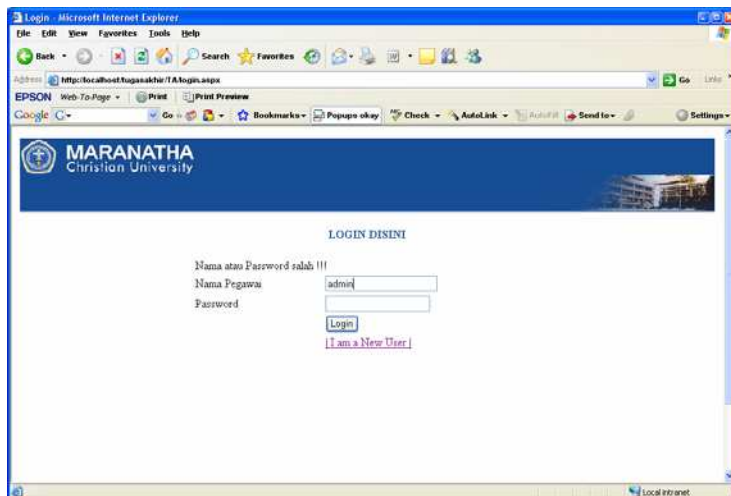 Login - Microsoft Internet Explorer
File Edit View Favorites Tools Help
Back Search Favorites
Address http://localhost/tugasakhir/TA/login.aspx Go Links
EPSON Web-To-Page Print Print Preview
Google G Go Bookmarks Popups okay Check AutoLink AutoFill Send to Settings
MARANATHA
Christian University
LOGIN DISINI
Nama atau Password salah !!!
Nama Pegawai admin
Password
Login
| I am a New User |
Local intranet